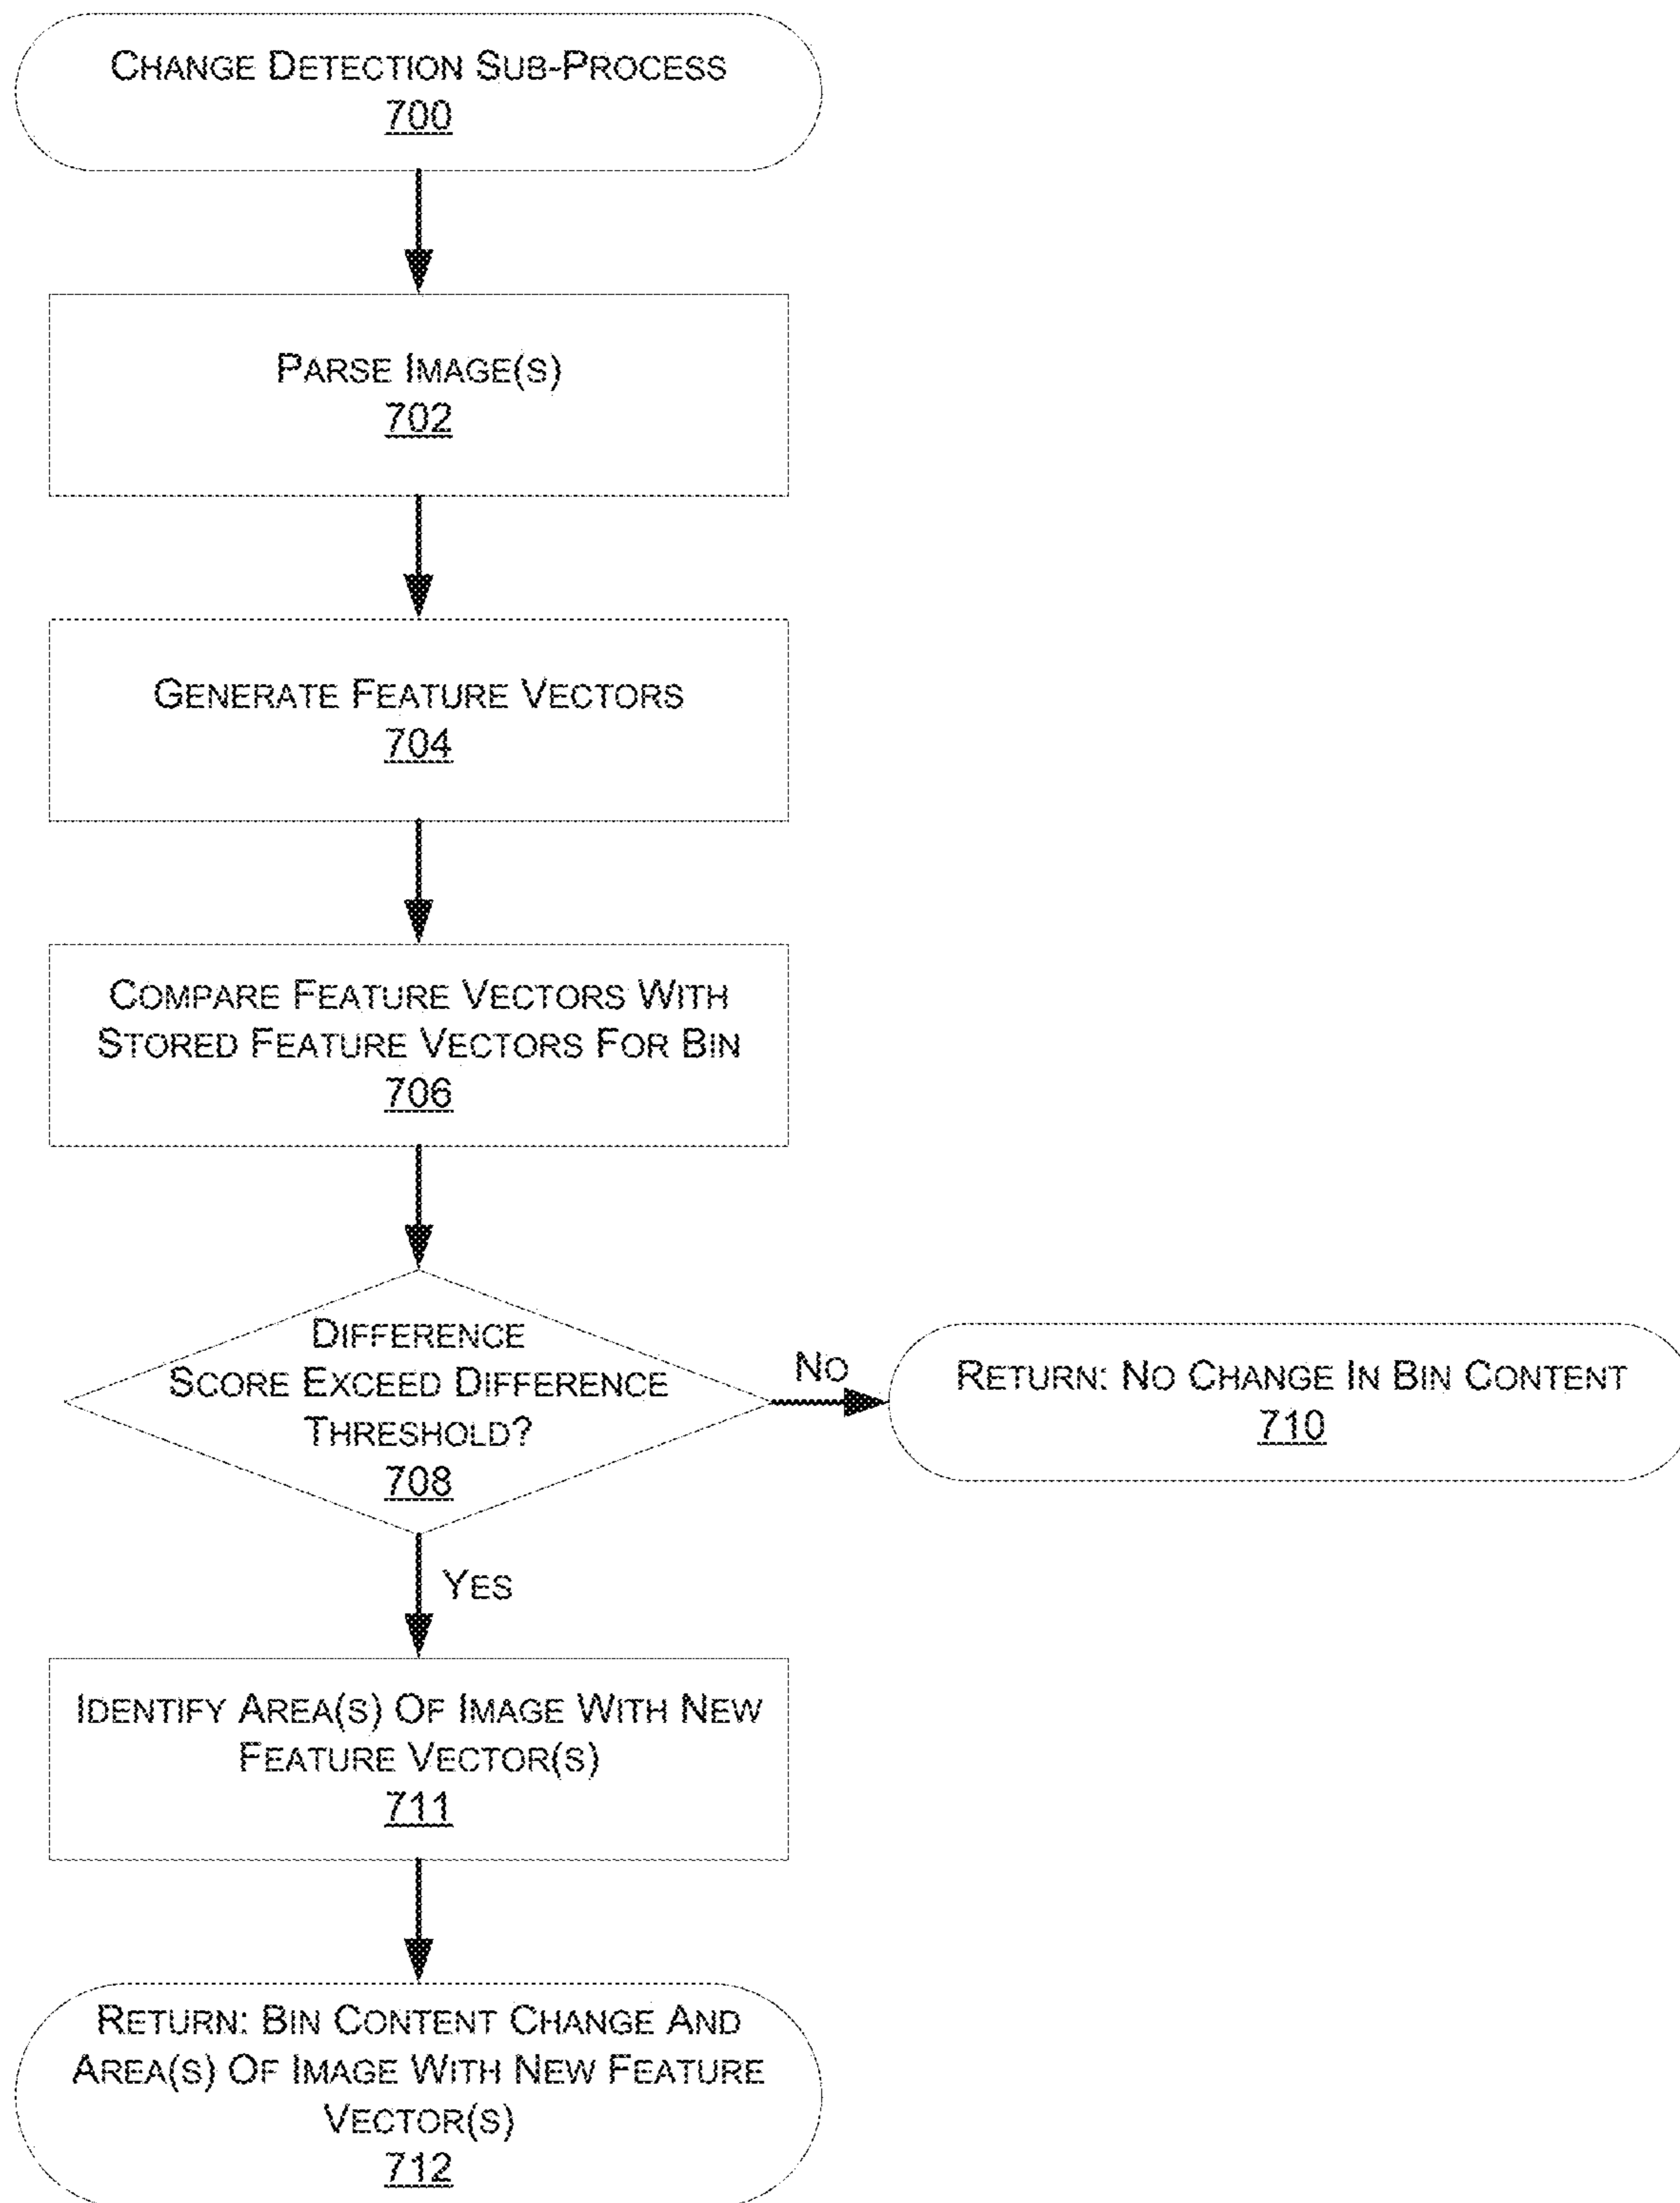 CHANGE DETECTION SUB-PROCESS
700
PARSE IMAGE(S)
702
GENERATE FEATURE VECTORS
704
COMPARE FEATURE VECTORS WITH
STORED FEATURE VECTORS FOR BIN
706
DIFFERENCE
SCORE EXCEED DIFFERENCE
THRESHOLD?
708
NO
RETURN: NO CHANGE IN BIN CONTENT
710
YES
IDENTIFY AREA(S) OF IMAGE WITH NEW
FEATURE VECTOR(S)
711
RETURN: BIN CONTENT CHANGE AND
AREA(S) OF IMAGE WITH NEW FEATURE
VECTOR(S)
712